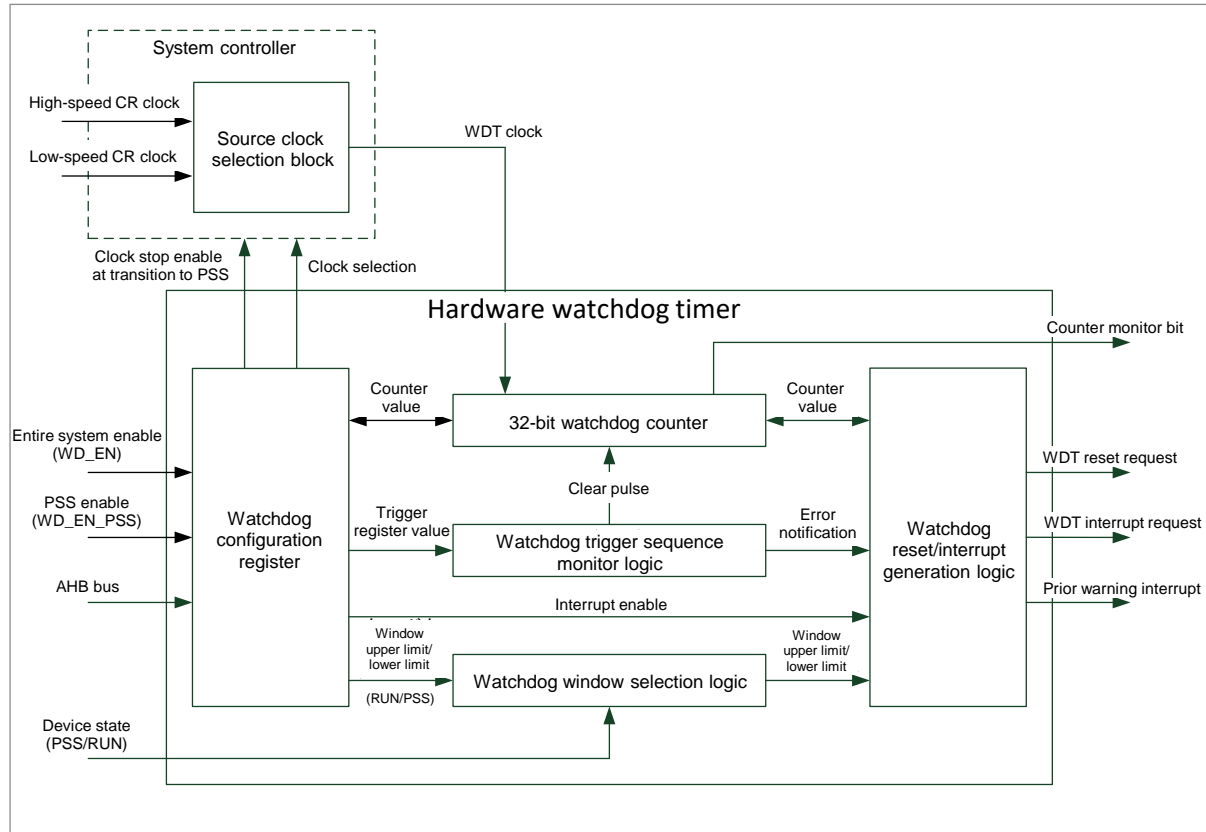 System controller
High-speed CR clock
Low-speed CR clock
Source clock
selection block
WDT clock
Clock stop enable
at transition to PSS
Clock selection
Hardware watchdog timer
Counter monitor bit
Counter
value
32-bit watchdog counter
Counter
value
Entire system enable
(WD_EN)
PSS enable
(WD_EN_PSS)
AHB bus
Watchdog
configuration
register
Clear pulse
Trigger
register value
Watchdog trigger sequence
monitor logic
Error
notification
Watchdog
reset/interrupt
generation logic
WDT reset request
WDT interrupt request
Prior warning interrupt
Interrupt enable
Window
upper limit/
lower limit
(RUN/PSS)
Watchdog window selection logic
Window
upper limit/
lower limit
Device state
(PSS/RUN)